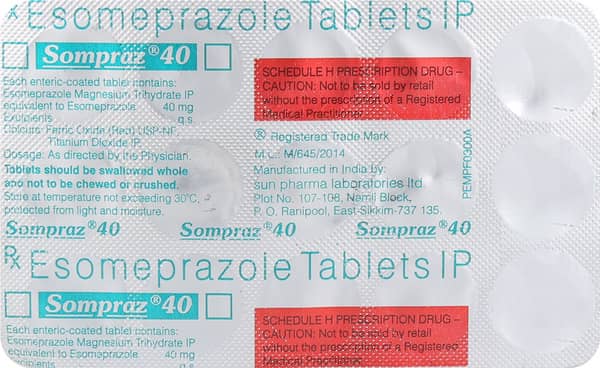 Rx Esomeprazole Tablets IP
Sompraz® 40
Each enteric-coated tablet contains:
Esomeprazole Magnesium Trihydrate IP
equivalent to Esomeprazole 40 mg
Excipients q.s.
Colours: Ferric Oxide (Red) USP-NF,
Titanium Dioxide IP
Dosage: As directed by the Physician.
Tablets should be swallowed whole
and not to be chewed or crushed.
Store at temperature not exceeding 30°C,
protected from light and moisture.
SCHEDULE H PRESCRIPTION DRUG –
CAUTION: Not to be sold by retail
without the prescription of a Registered
Medical Practitioner.
® Registered Trade Mark
M.L.: M/645/2014
Manufactured in India by:
sun pharma laboratories ltd.
Plot No. 107-108, Namli Block,
P. O. Ranipool, East-Sikkim-737 135.
PEMPF0300A
Sompraz® 40 Sompraz® 40 Sompraz® 40
Rx Esomeprazole Tablets IP
Sompraz® 40
Each enteric-coated tablet contains:
Esomeprazole Magnesium Trihydrate IP
equivalent to Esomeprazole 40 mg
Excipients q.s.
SCHEDULE H PRESCRIPTION DRUG –
CAUTION: Not to be sold by retail
without the prescription of a Registered
Medical Practitioner.